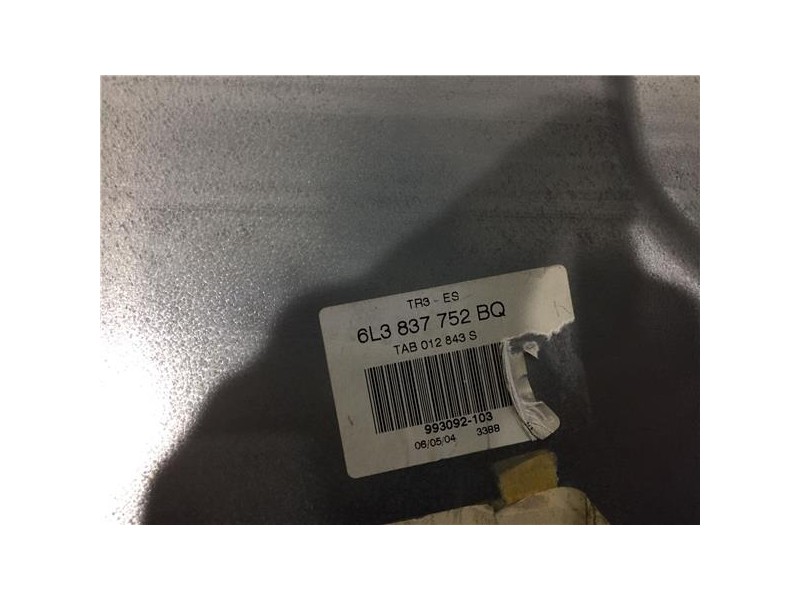 TR3 - ES
6L3 837 752 BQ
TAB 012 843 S
993092-103
06/05/04 3388